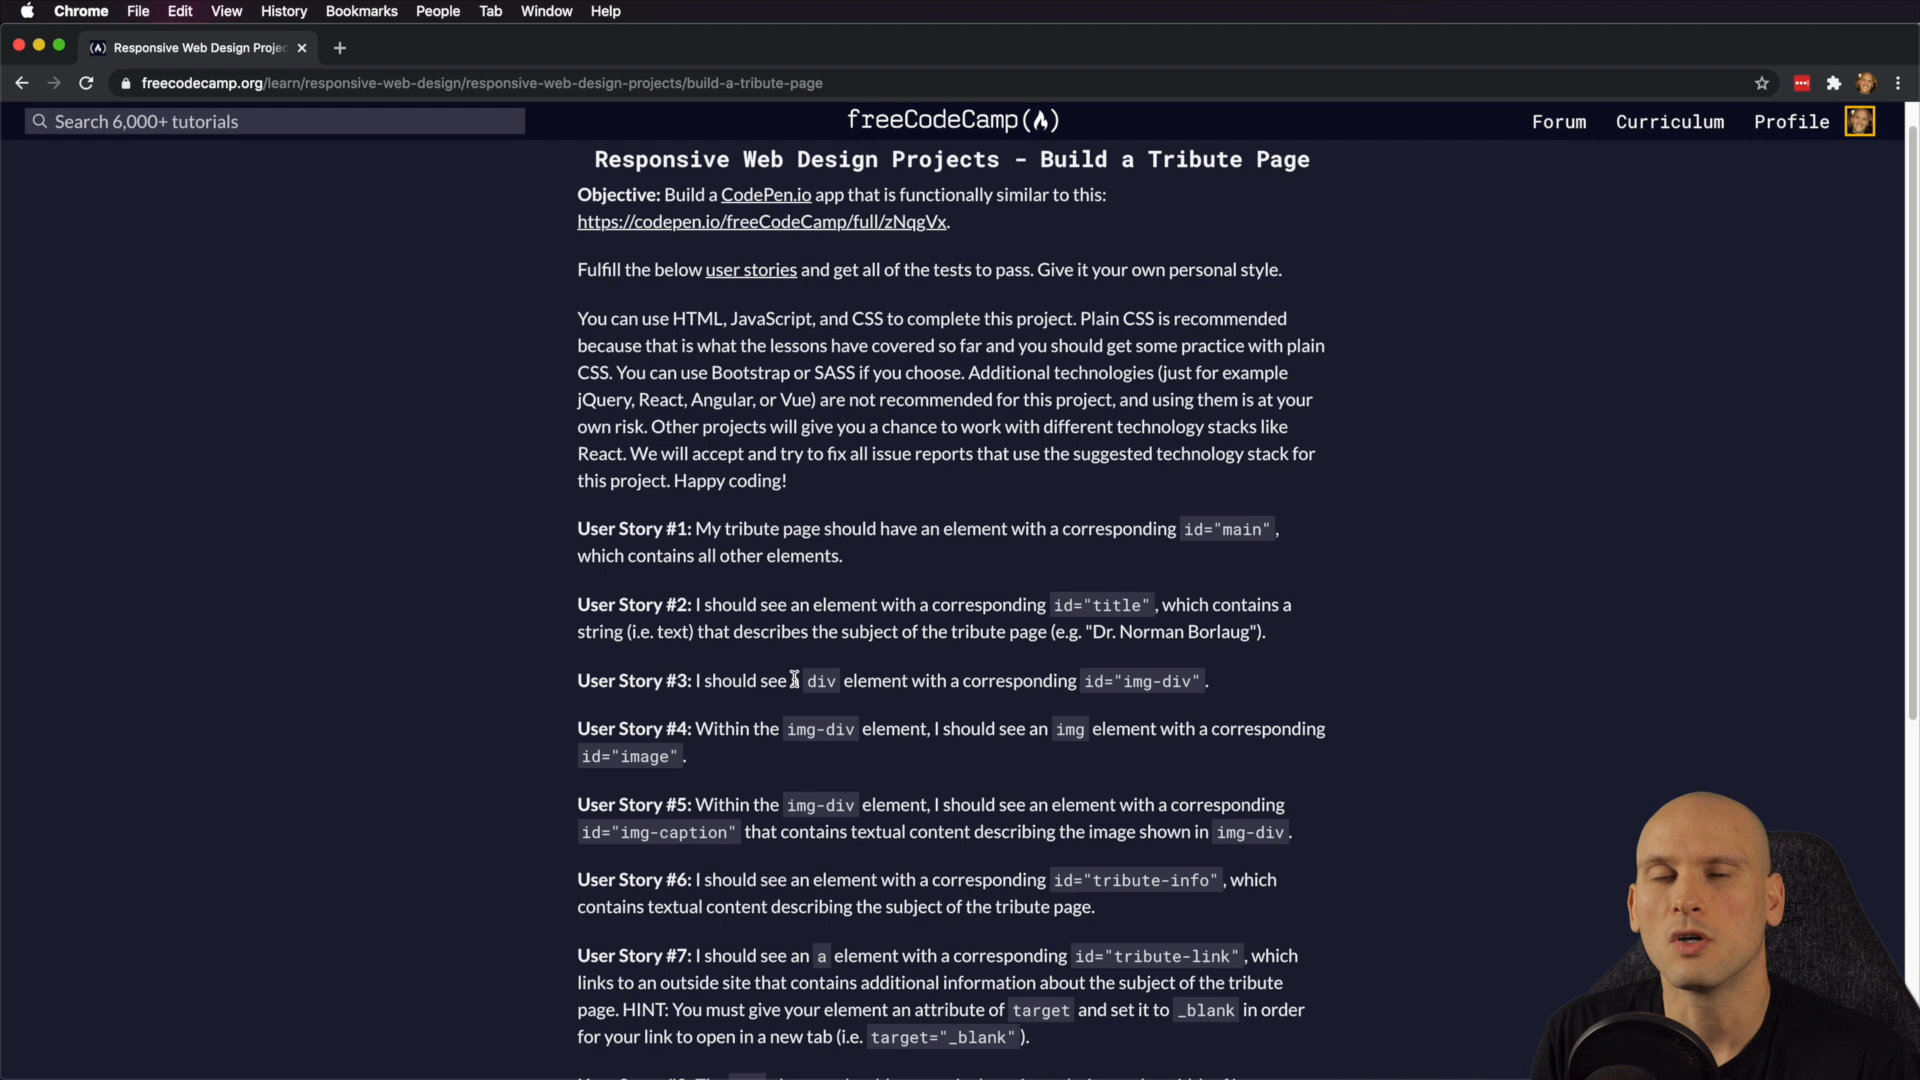 Chrome File Edit View History Bookmarks People Tab Window Help
Responsive Web Design Projec
freecodecamp.org/learn/responsive-web-design/responsive-web-design-projects/build-a-tribute-page
Search 6,000+ tutorials
freeCodeCamp
Forum Curriculum Profile
Responsive Web Design Projects - Build a Tribute Page
Objective: Build a CodePen.io app that is functionally similar to this:
https://codepen.io/freeCodeCamp/full/zNqgVx.
Fulfill the below user stories and get all of the tests to pass. Give it your own personal style.
You can use HTML, JavaScript, and CSS to complete this project. Plain CSS is recommended
because that is what the lessons have covered so far and you should get some practice with plain
CSS. You can use Bootstrap or SASS if you choose. Additional technologies (just for example
jQuery, React, Angular, or Vue) are not recommended for this project, and using them is at your
own risk. Other projects will give you a chance to work with different technology stacks like
React. We will accept and try to fix all issue reports that use the suggested technology stack for
this project. Happy coding!
User Story #1: My tribute page should have an element with a corresponding id="main",
which contains all other elements.
User Story #2: I should see an element with a corresponding id="title", which contains a
string (i.e. text) that describes the subject of the tribute page (e.g. "Dr. Norman Borlaug").
User Story #3: I should see a div element with a corresponding id="img-div".
User Story #4: Within the img-div element, I should see an img element with a corresponding
id="image".
User Story #5: Within the img-div element, I should see an element with a corresponding
id="img-caption" that contains textual content describing the image shown in img-div.
User Story #6: I should see an element with a corresponding id="tribute-info", which
contains textual content describing the subject of the tribute page.
User Story #7: I should see an a element with a corresponding id="tribute-link", which
links to an outside site that contains additional information about the subject of the tribute
page. HINT: You must give your element an attribute of target and set it to _blank in order
for your link to open in a new tab (i.e. target="_blank").